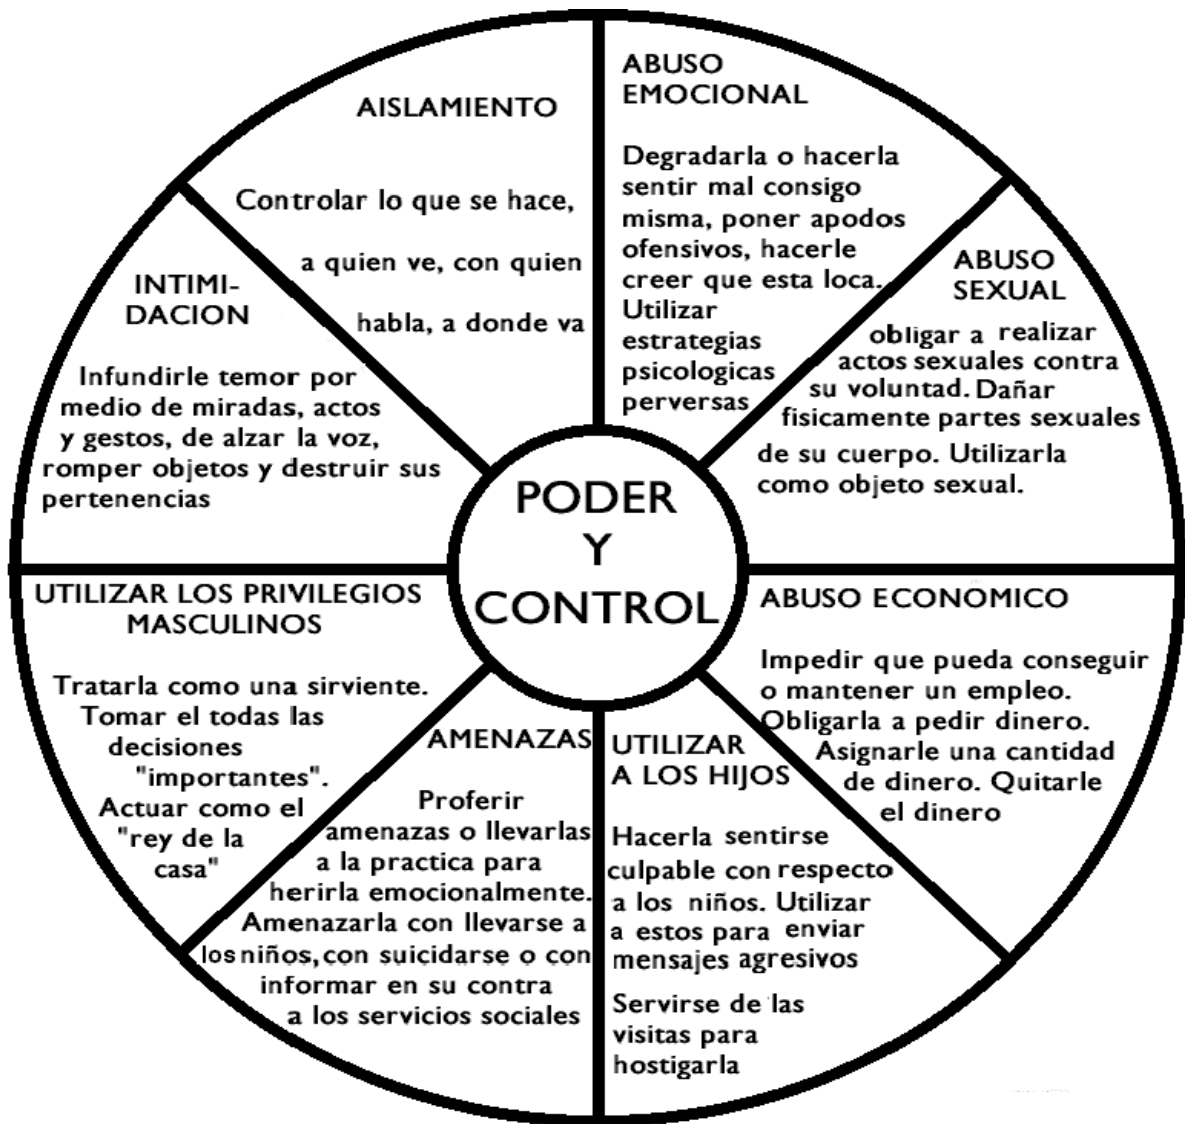 AISLAMIENTO
Controlar lo que se hace,
a quien ve, con quien
habla, a donde va
ABUSO
EMOCIONAL
Degradarla o hacerla
sentir mal consigo
misma, poner apodos
ofensivos, hacerle
creer que esta loca.
Utilizar
estrategias
psicologicas
perversas
ABUSO
SEXUAL
obligar a realizar
actos sexuales contra
su voluntad. Dañar
fisicamente partes sexuales
de su cuerpo. Utilizarla
como objeto sexual.
INTIMI-
DACION
Infundirle temor por
medio de miradas, actos
y gestos, de alzar la voz,
romper objetos y destruir sus
pertenencias
PODER
Y
CONTROL
UTILIZAR LOS PRIVILEGIOS
MASCULINOS
Tratarla como una sirviente.
Tomar el todas las
decisiones
"importantes".
Actuar como el
"rey de la
casa"
AMENAZAS
Proferir
amenazas o llevarlas
a la practica para
herirla emocionalmente.
Amenazarla con llevarse a
los niños, con suicidarse o con
informar en su contra
a los servicios sociales
UTILIZAR
A LOS HIJOS
Hacerla sentirse
culpable con respecto
a los niños. Utilizar
a estos para enviar
mensajes agresivos
Servirse de las
visitas para
hostigarla
ABUSO ECONOMICO
Impedir que pueda conseguir
o mantener un empleo.
Obligarla a pedir dinero.
Asignarle una cantidad
de dinero. Quitarle
el dinero